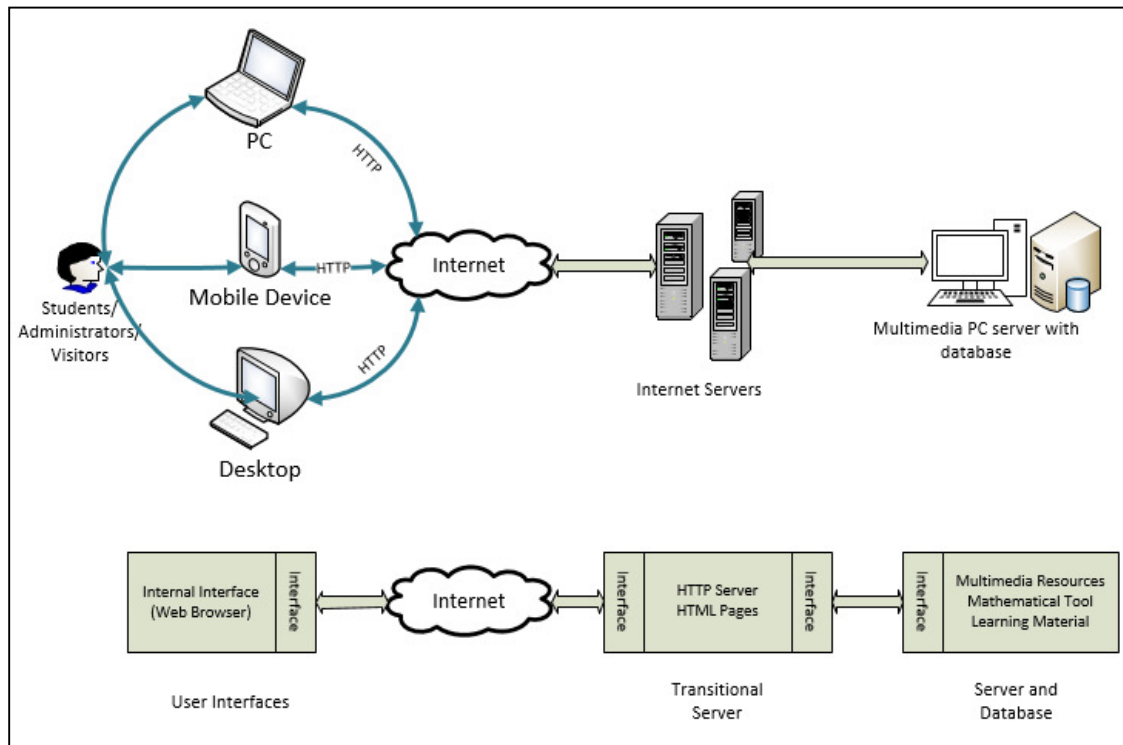 PC
HTTP
Mobile Device
HTTP
Internet
Students/
Administrators/
Visitors
HTTP
Desktop
Internet Servers
Multimedia PC server with
database
Internal Interface
(Web Browser)
Interface
Internet
Interface
HTTP Server
HTML Pages
Interface
Interface
Multimedia Resources
Mathematical Tool
Learning Material
User Interfaces
Transitional
Server
Server and
Database